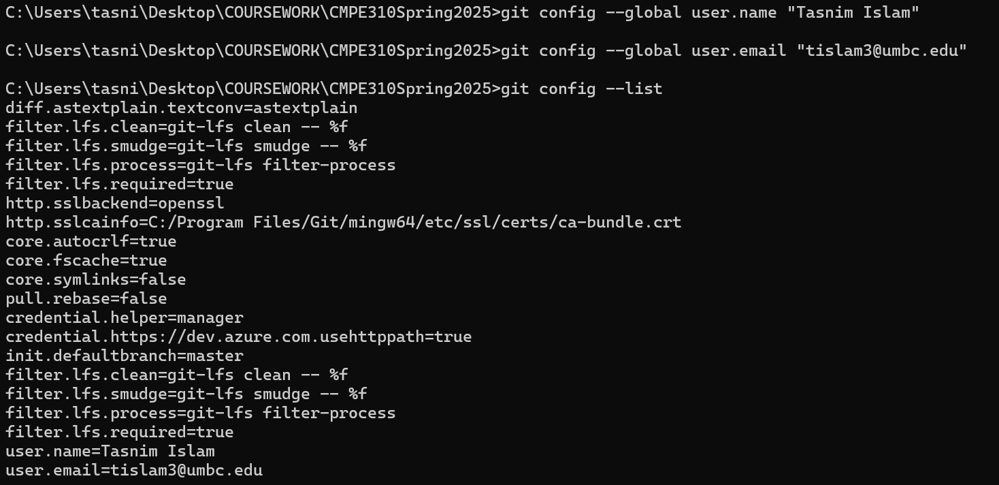 C:\Users\tasni\Desktop\COURSEWORK\CMPE310Spring2025>git config --global user.name "Tasnim Islam"
C:\Users\tasni\Desktop\COURSEWORK\CMPE310Spring2025>git config --global user.email "tislam3@umbc.edu"
C:\Users\tasni\Desktop\COURSEWORK\CMPE310Spring2025>git config --list
diff.astextplain.textconv=astextplain
filter.lfs.clean=git-lfs clean -- %f
filter.lfs.smudge=git-lfs smudge -- %f
filter.lfs.process=git-lfs filter-process
filter.lfs.required=true
http.sslbackend=openssl
http.sslcainfo=C:/Program Files/Git/mingw64/etc/ssl/certs/ca-bundle.crt
core.autocrlf=true
core.fscache=true
core.symlinks=false
pull.rebase=false
credential.helper=manager
credential.https://dev.azure.com.usehttppath=true
init.defaultbranch=master
filter.lfs.clean=git-lfs clean -- %f
filter.lfs.smudge=git-lfs smudge -- %f
filter.lfs.process=git-lfs filter-process
filter.lfs.required=true
user.name=Tasnim Islam
user.email=tislam3@umbc.edu